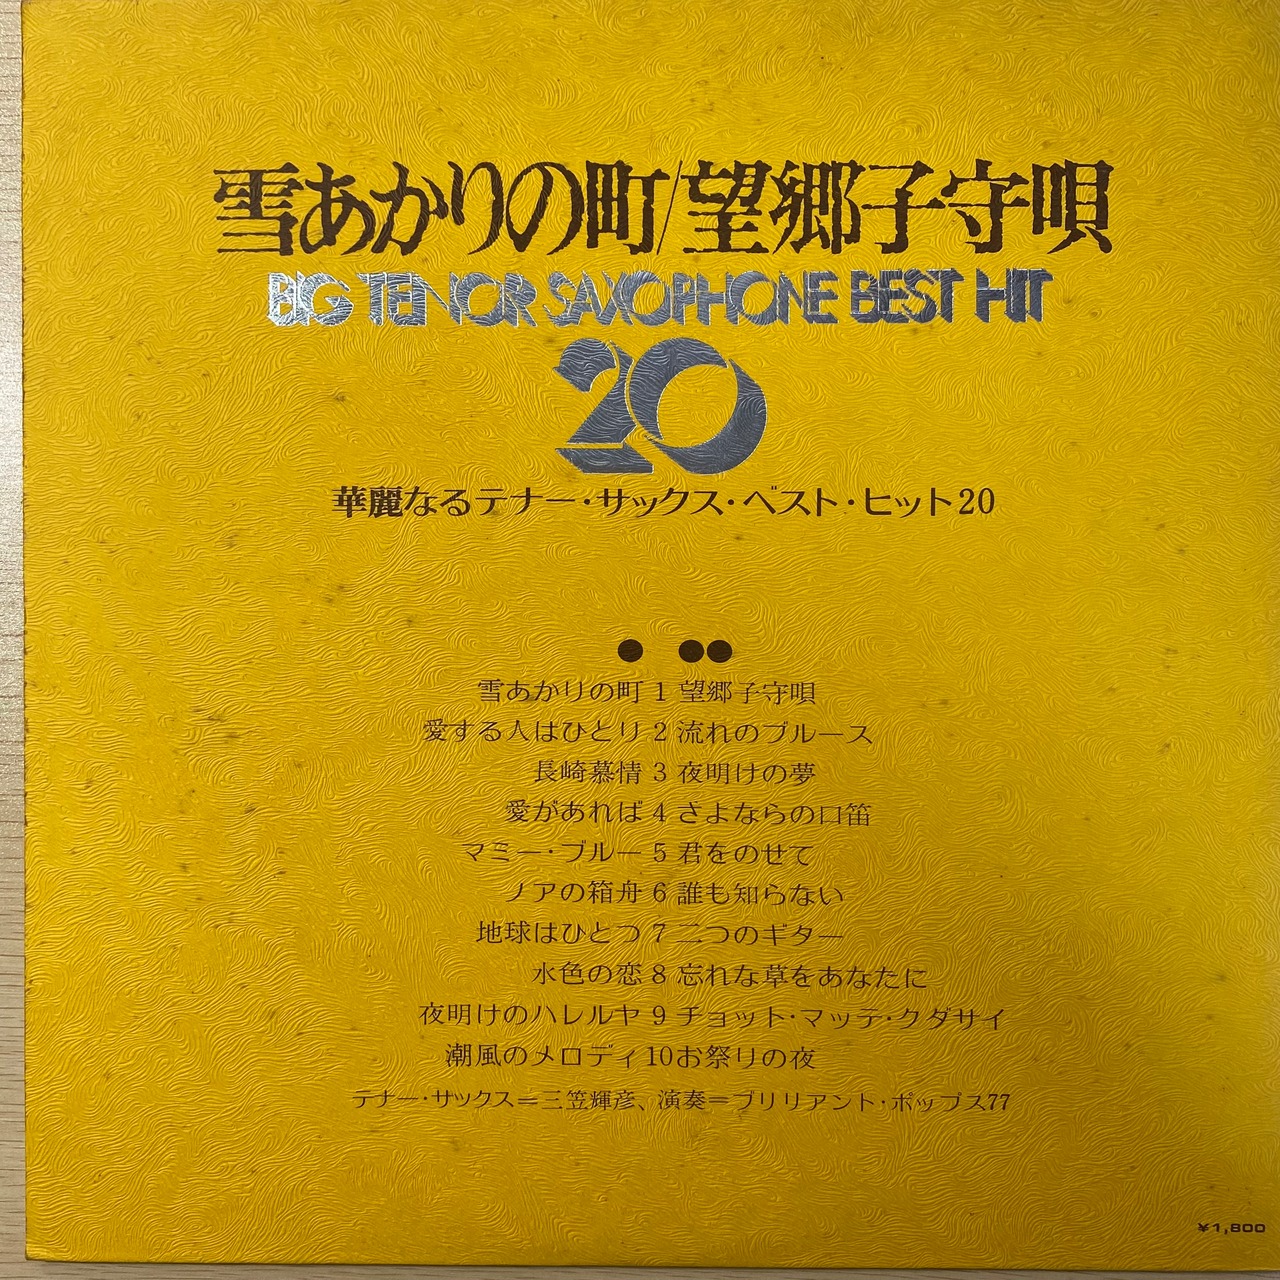 雪あかりの町/望郷子守唄
BIG TENOR SAXOPHONE BEST HIT
20
華麗なるテナー・サックス・ベスト・ヒット20
● ●●
雪あかりの町 1 望郷子守唄
愛する人はひとり 2 流れのブルース
長崎慕情 3 夜明けの夢
愛があれば 4 さよならの口笛
マミー・ブルー 5 君をのせて
ノアの箱舟 6 誰も知らない
地球はひとつ 7 二つのギター
水色の恋 8 忘れな草をあなたに
夜明けのハレルヤ 9 チョット・マッテ・クダサイ
潮風のメロディ 10 お祭りの夜
テナー・サックス=三笠輝彦、演奏=ブリリアント・ポップス77
¥1,800